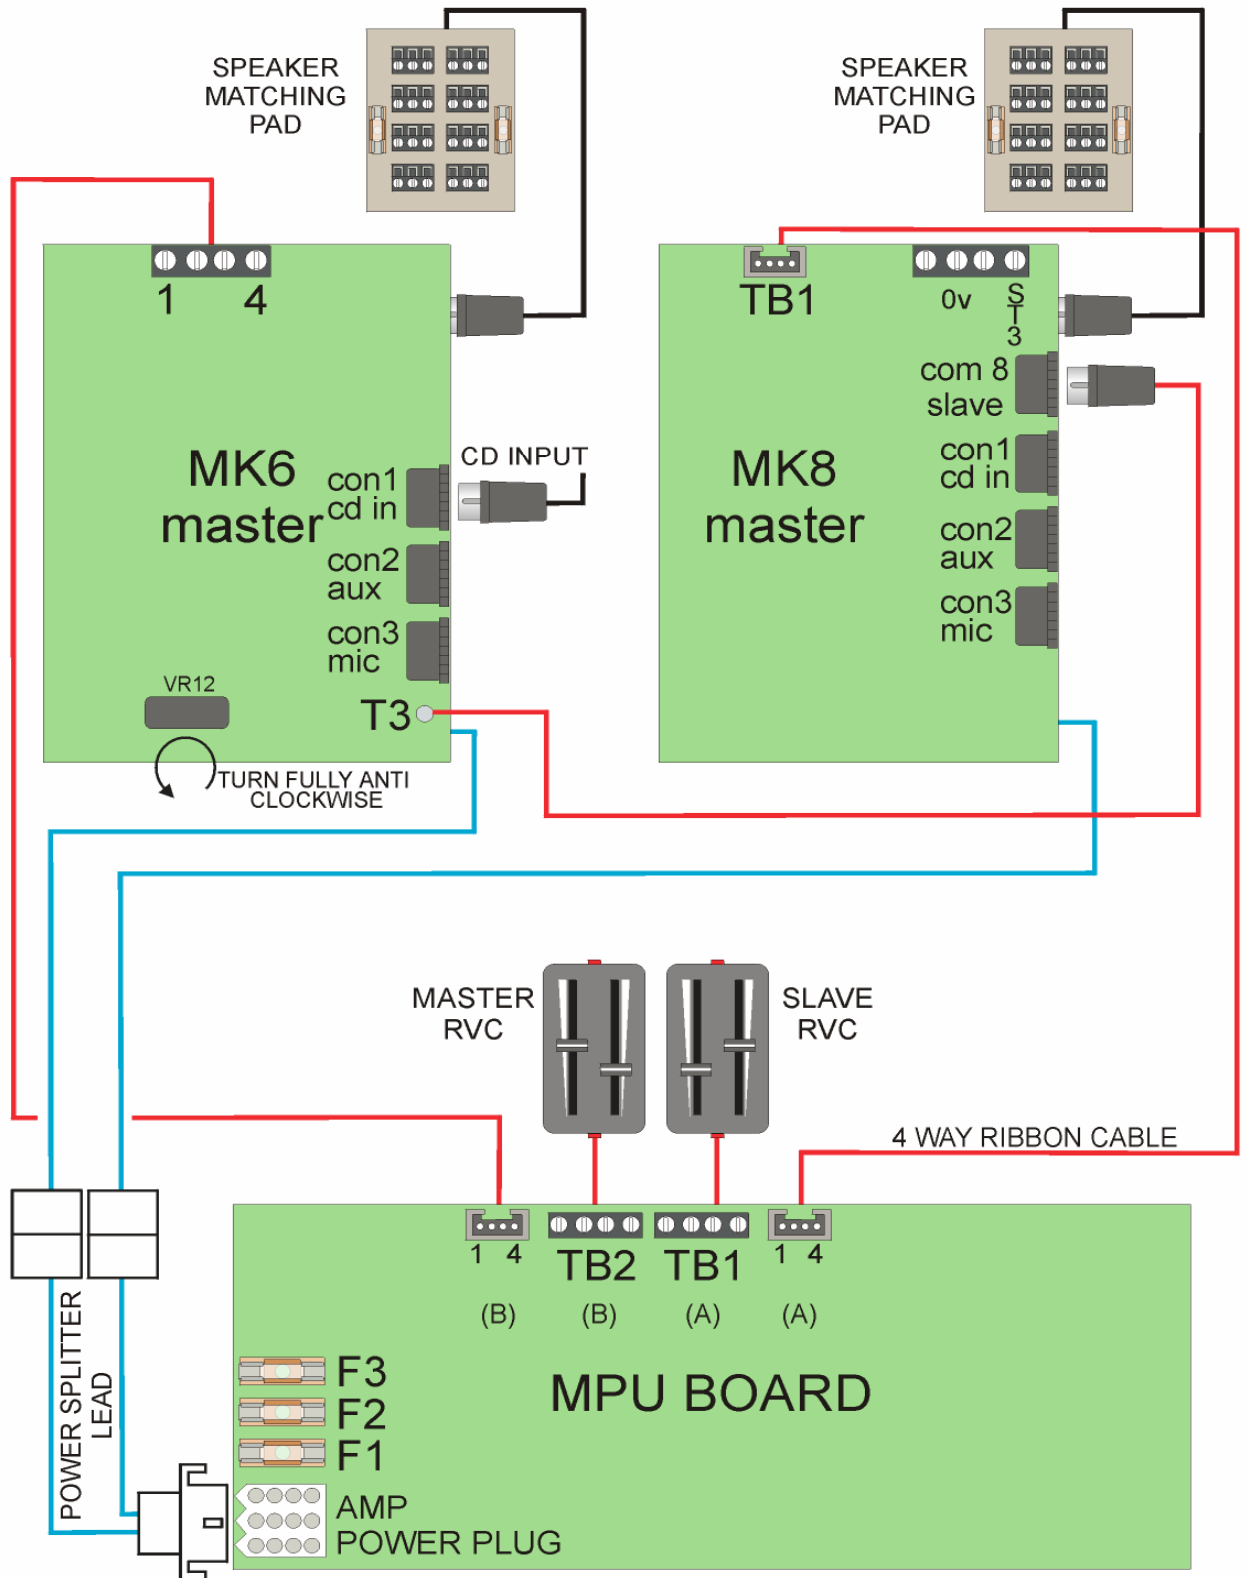 SPEAKER
MATCHING
PAD
SPEAKER
MATCHING
PAD
1 4
TB1
0v
S
T
3
com 8
slave
MK6
master
CD INPUT
con1
cd in
con2
aux
con3
mic
VR12
T3
TURN FULLY ANTI
CLOCKWISE
MK8
master
con1
cd in
con2
aux
con3
mic
MASTER
RVC
SLAVE
RVC
4 WAY RIBBON CABLE
1 4
TB2
TB1
1 4
(B)
(B)
(A)
(A)
POWER SPLITTER
LEAD
F3
F2
F1
MPU BOARD
AMP
POWER PLUG